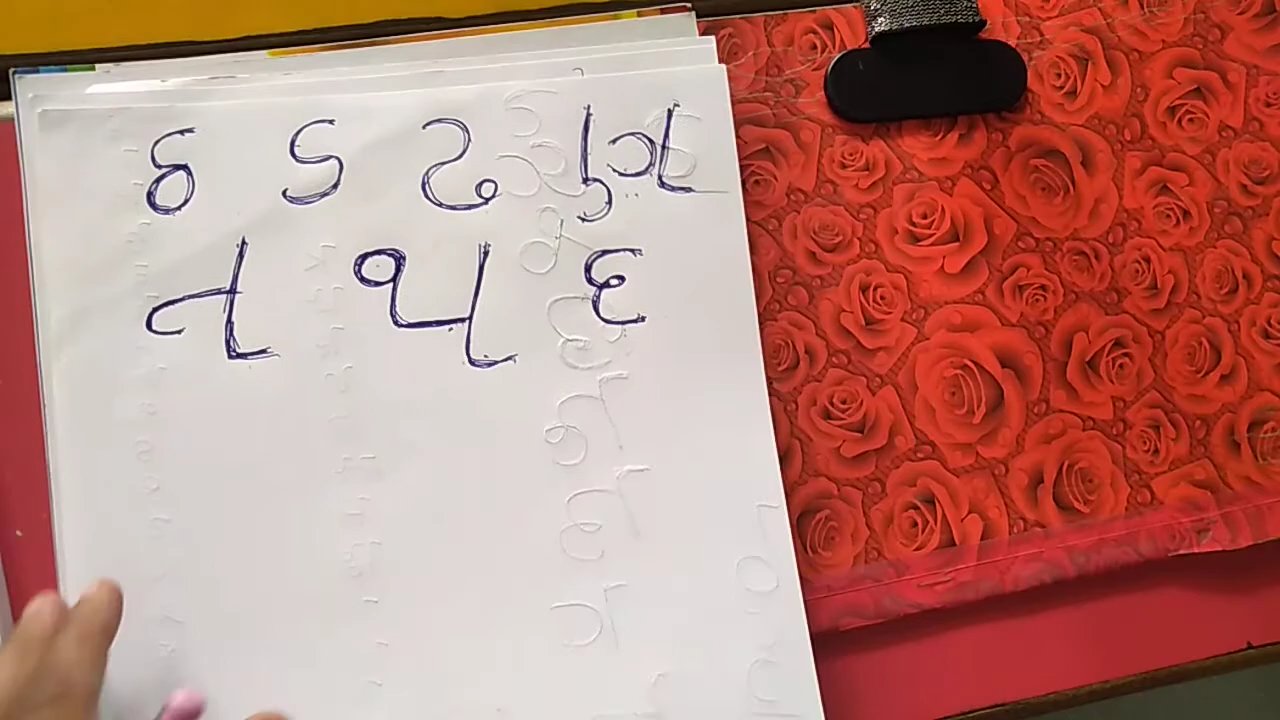 ઠ ડ ઢ ણ
ત થ દ